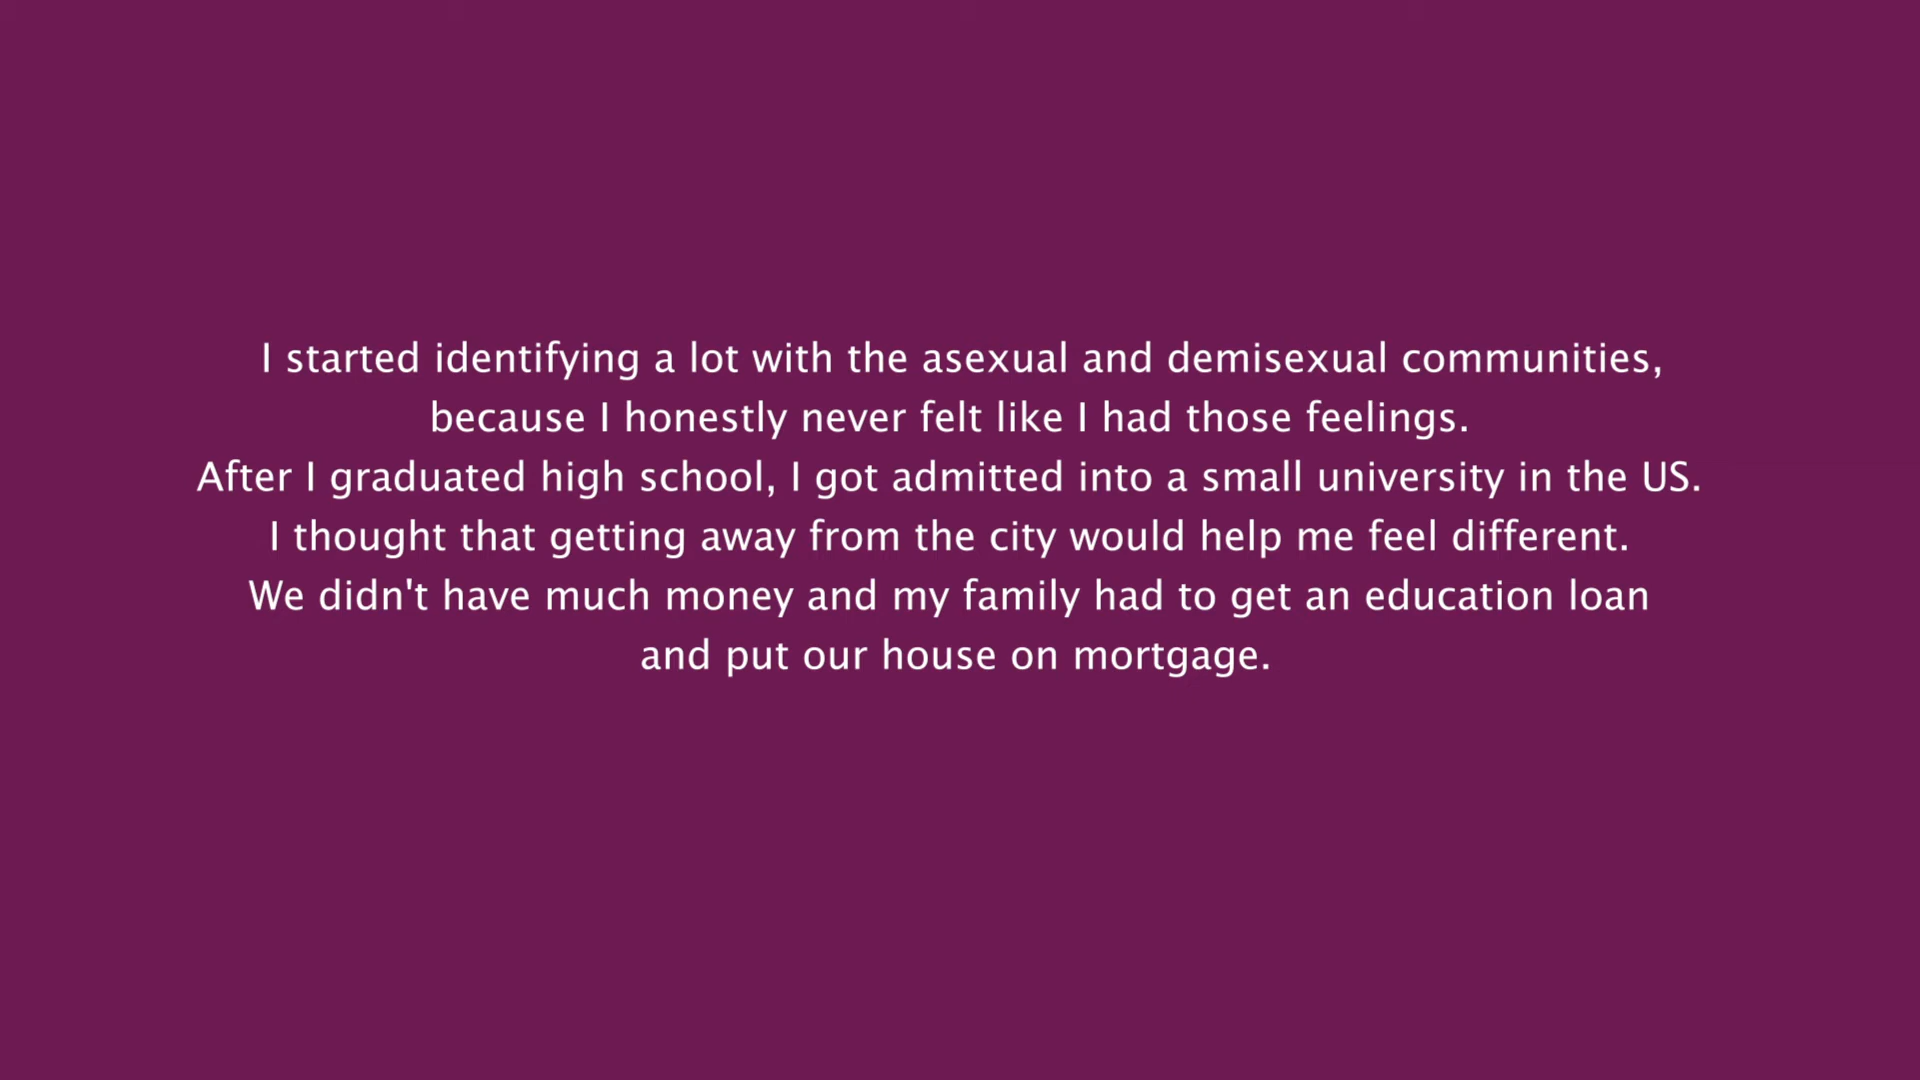 I started identifying a lot with the asexual and demisexual communities,
because I honestly never felt like I had those feelings.
After I graduated high school, I got admitted into a small university in the US.
I thought that getting away from the city would help me feel different.
We didn't have much money and my family had to get an education loan
and put our house on mortgage.